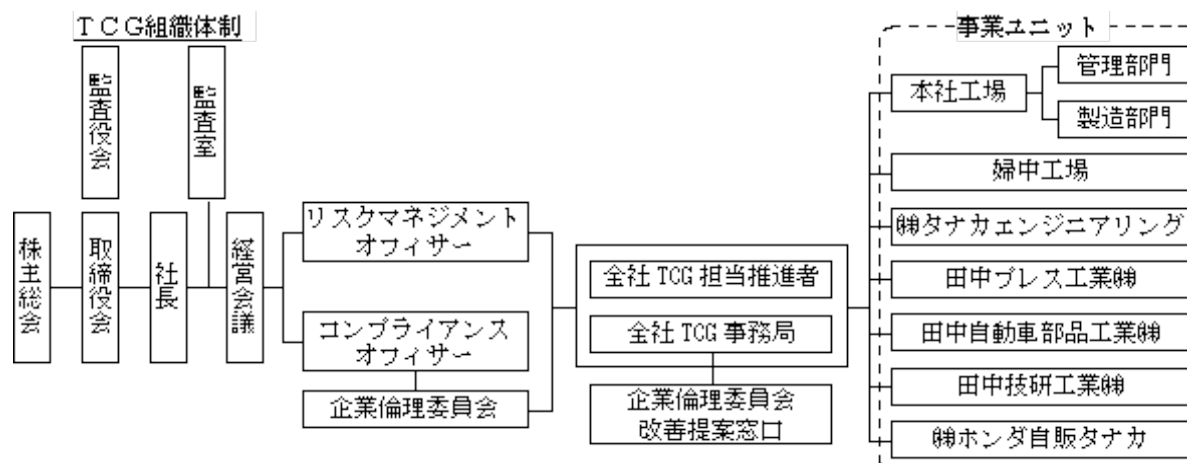 TCG組織体制
事業ユニット
監査役会
監査室
株主総会
取締役会
社長
経営会議
リスクマネジメント
オフィサー
コンプライアンス
オフィサー
企業倫理委員会
全社TCG担当推進者
全社TCG事務局
企業倫理委員会
改善提案窓口
本社工場
管理部門
製造部門
婦中工場
㈱タナカエンジニアリング
田中プレス工業㈱
田中自動車部品工業㈱
田中技研工業㈱
㈱ホンダ自販タナカ